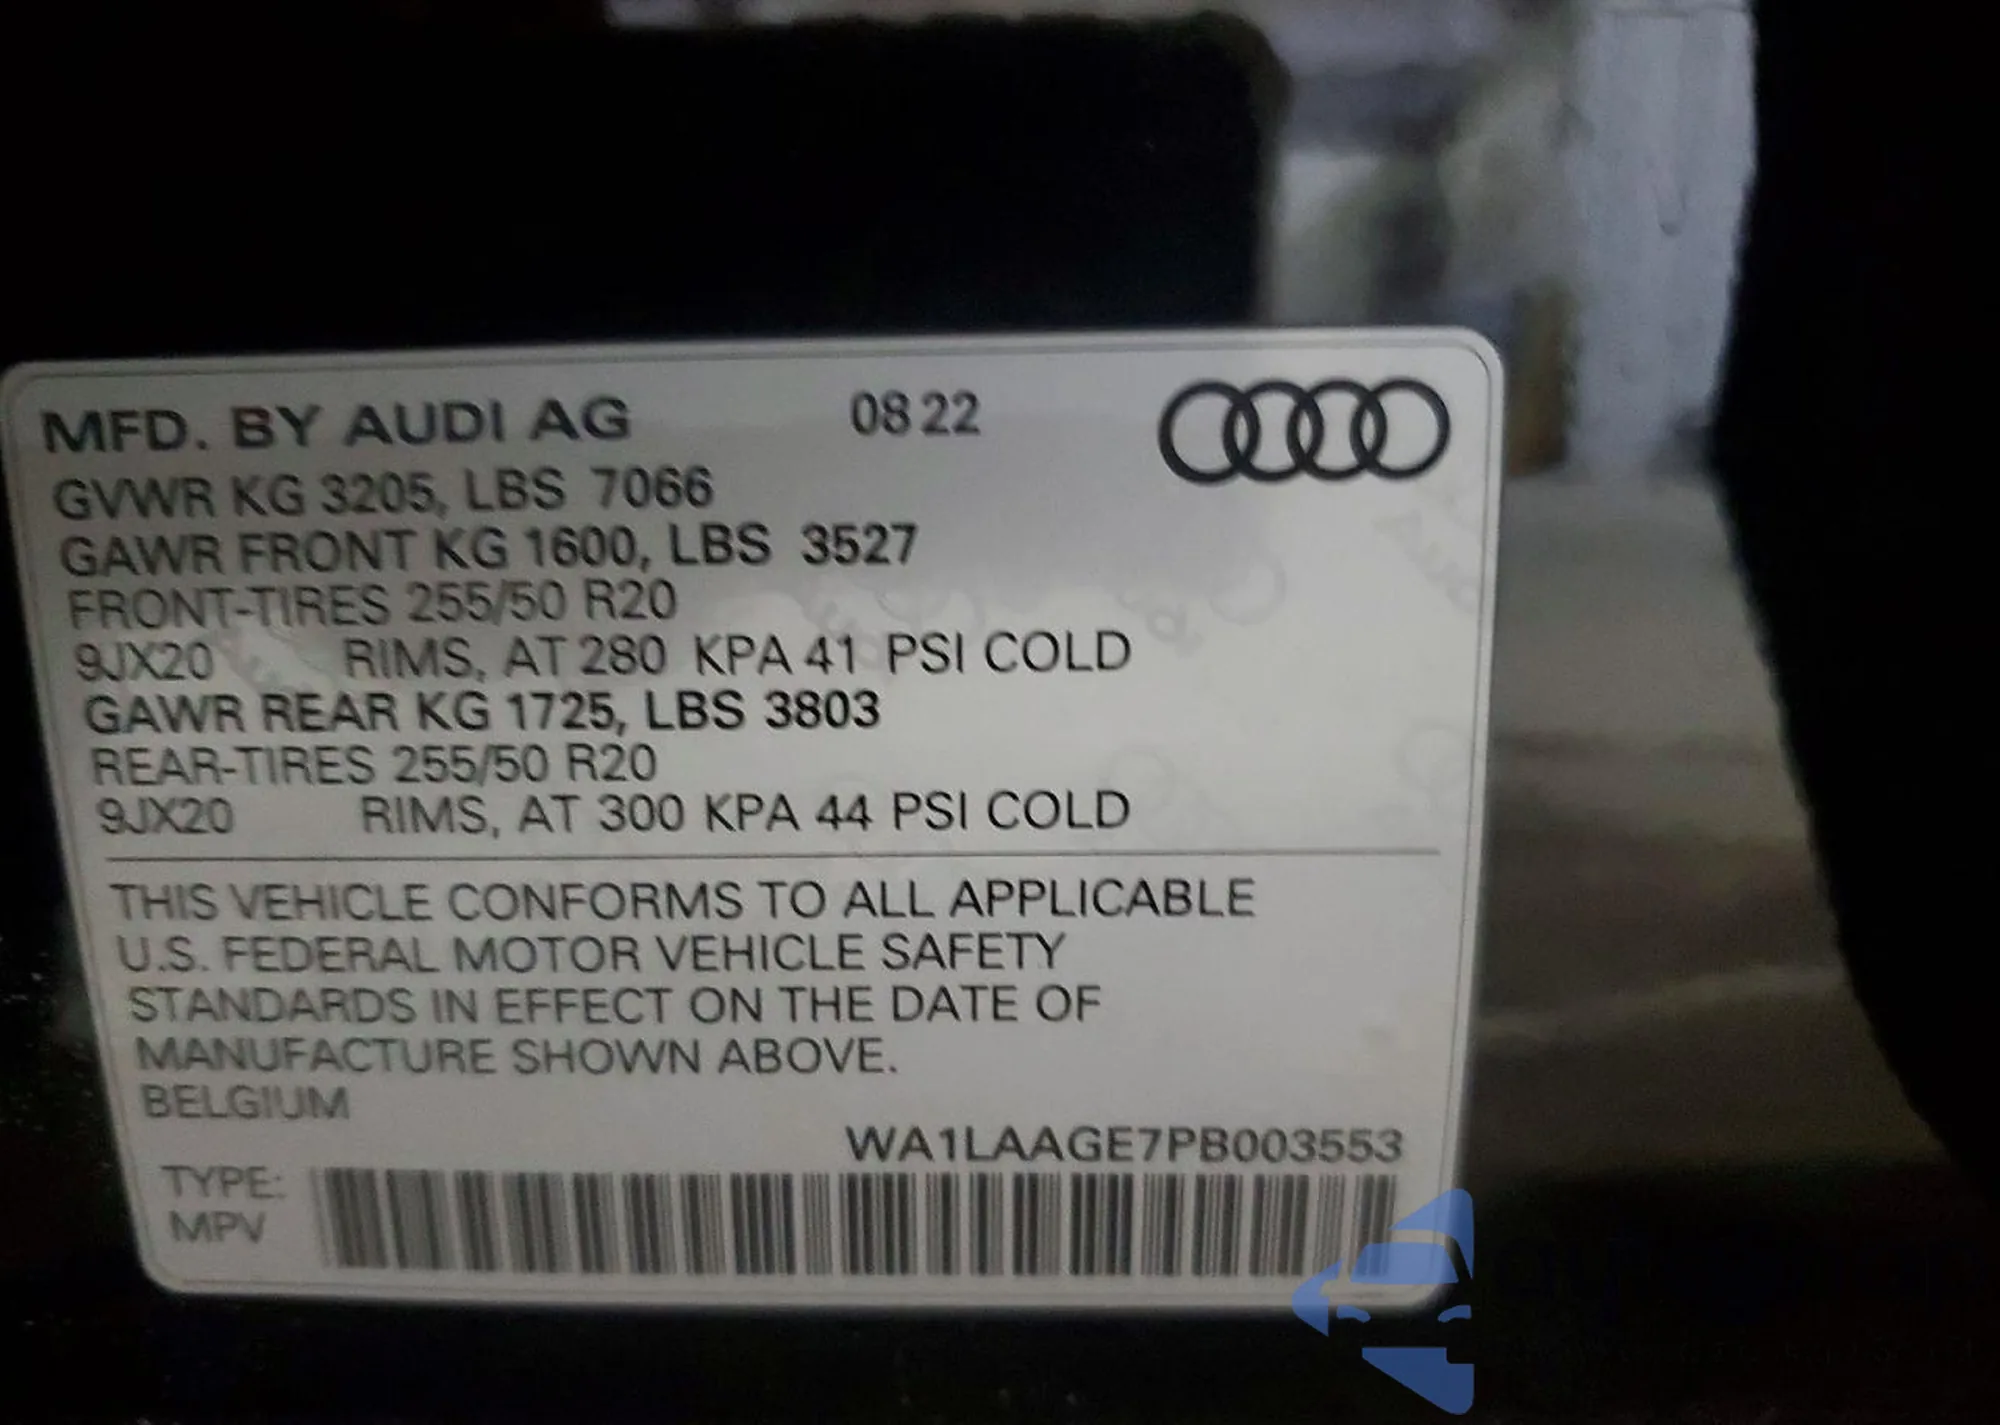 MFD. BY AUDI AG 08 22
GVWR KG 3205, LBS 7066
GAWR FRONT KG 1600, LBS 3527
FRONT-TIRES 255/50 R20
9JX20 RIMS, AT 280 KPA 41 PSI COLD
GAWR REAR KG 1725, LBS 3803
REAR-TIRES 255/50 R20
9JX20 RIMS, AT 300 KPA 44 PSI COLD
THIS VEHICLE CONFORMS TO ALL APPLICABLE
U.S. FEDERAL MOTOR VEHICLE SAFETY
STANDARDS IN EFFECT ON THE DATE OF
MANUFACTURE SHOWN ABOVE.
BELGIUM
WA1LAAGE7PB003553
TYPE:
MPV